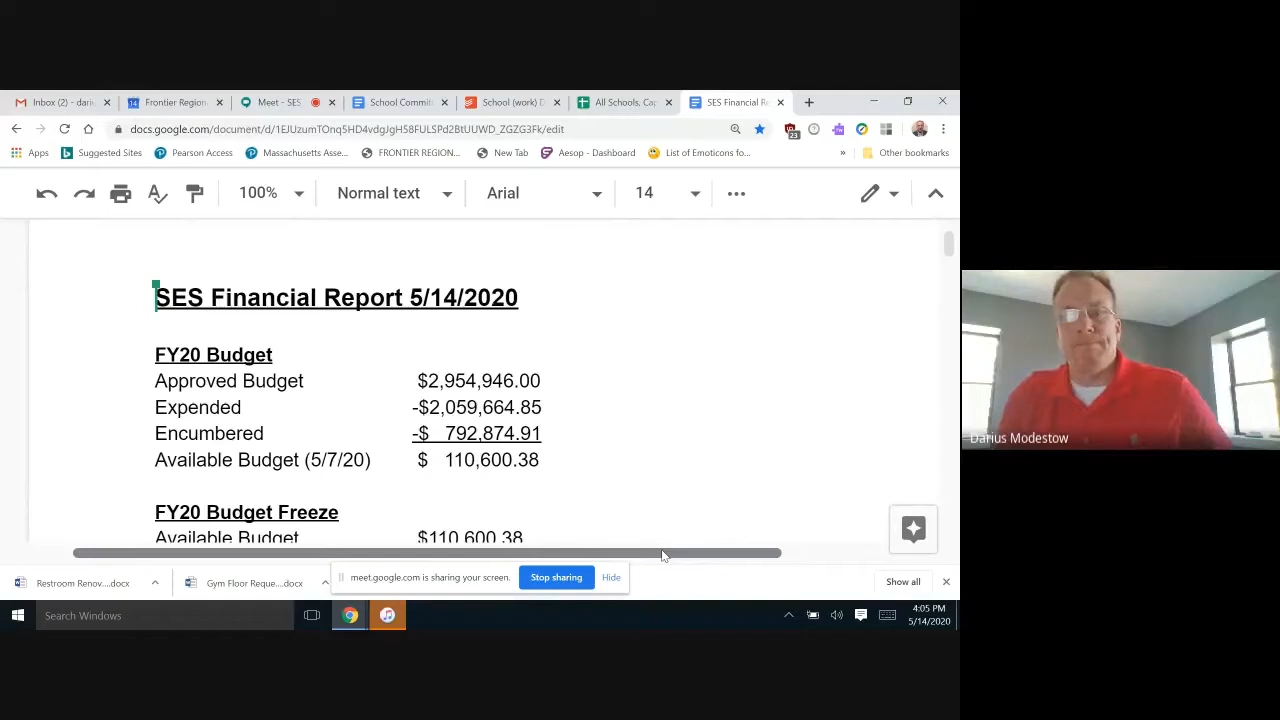 Inbox (2) - dari
Frontier Region
Meet - SES
School Committ
School (work) D
All Schools, Cap
SES Financial Re
docs.google.com/document/d/1EJUzumTOnq5HD4vdgJgH58FULSPd2BtUUWD_ZGZG3Fk/edit
23
Apps
Suggested Sites
Pearson Access
Massachusetts Asse...
FRONTIER REGION...
New Tab
Aesop - Dashboard
List of Emoticons fo...
»
Other bookmarks
100%
Normal text
Arial
14
SES Financial Report 5/14/2020
FY20 Budget
Approved Budget $2,954,946.00
Expended -$2,059,664.85
Encumbered -$ 792,874.91
Available Budget (5/7/20) $ 110,600.38
FY20 Budget Freeze
Available Budget $110,600.38
Darius Modestow
Restroom Renov....docx
Gym Floor Reque....docx
meet.google.com is sharing your screen.
Stop sharing
Hide
Show all
Search Windows
4:05 PM
5/14/2020